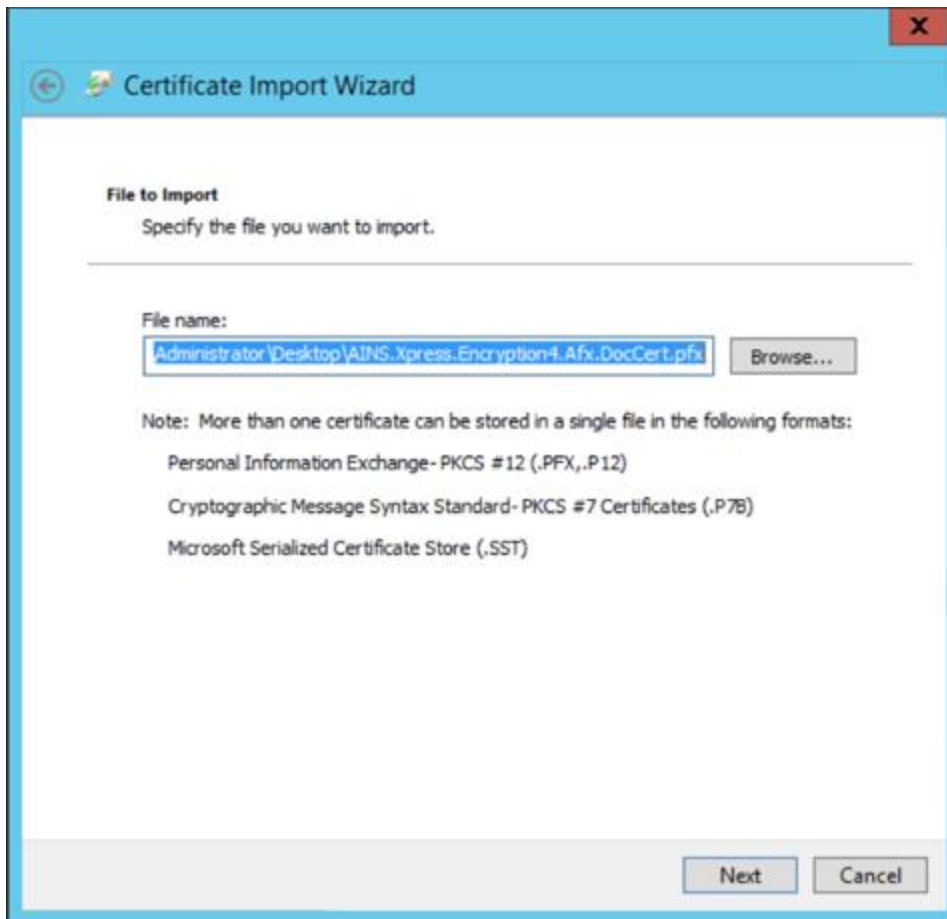 Certificate Import Wizard
File to Import
Specify the file you want to import.
File name:
Administrator\Desktop\AINS.Xpress.Encryption4.Afx.DocCert.pfx
Browse...
Note: More than one certificate can be stored in a single file in the following formats:
Personal Information Exchange- PKCS #12 (.PFX,.P12)
Cryptographic Message Syntax Standard- PKCS #7 Certificates (.P7B)
Microsoft Serialized Certificate Store (.SST)
Next
Cancel